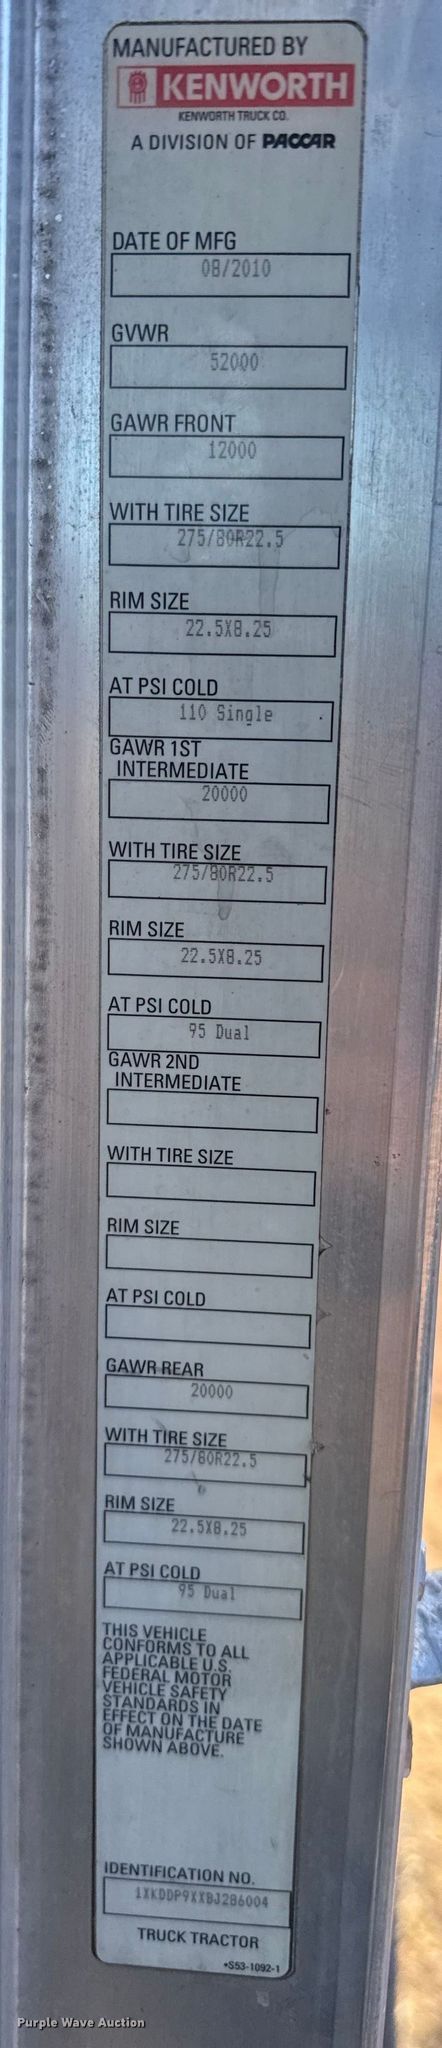 MANUFACTURED BY
KENWORTH
KENWORTH TRUCK CO.
A DIVISION OF PACCAR
DATE OF MFG
08/2010
GVWR
52000
GAWR FRONT
12000
WITH TIRE SIZE
275/80R22.5
RIM SIZE
22.5X8.25
AT PSI COLD
110 Single
GAWR 1ST
INTERMEDIATE
20000
WITH TIRE SIZE
275/80R22.5
RIM SIZE
22.5X8.25
AT PSI COLD
95 Dual
GAWR 2ND
INTERMEDIATE
WITH TIRE SIZE
RIM SIZE
AT PSI COLD
GAWR REAR
20000
WITH TIRE SIZE
275/80R22.5
RIM SIZE
22.5X8.25
AT PSI COLD
95 Dual
THIS VEHICLE
CONFORMS TO ALL
APPLICABLE U.S.
FEDERAL MOTOR
VEHICLE SAFETY
STANDARDS IN
EFFECT ON THE DATE
OF MANUFACTURE
SHOWN ABOVE.
IDENTIFICATION NO.
1XKDDP9XXBJ286004
TRUCK TRACTOR
*S53-1092-1
Purple Wave Auction